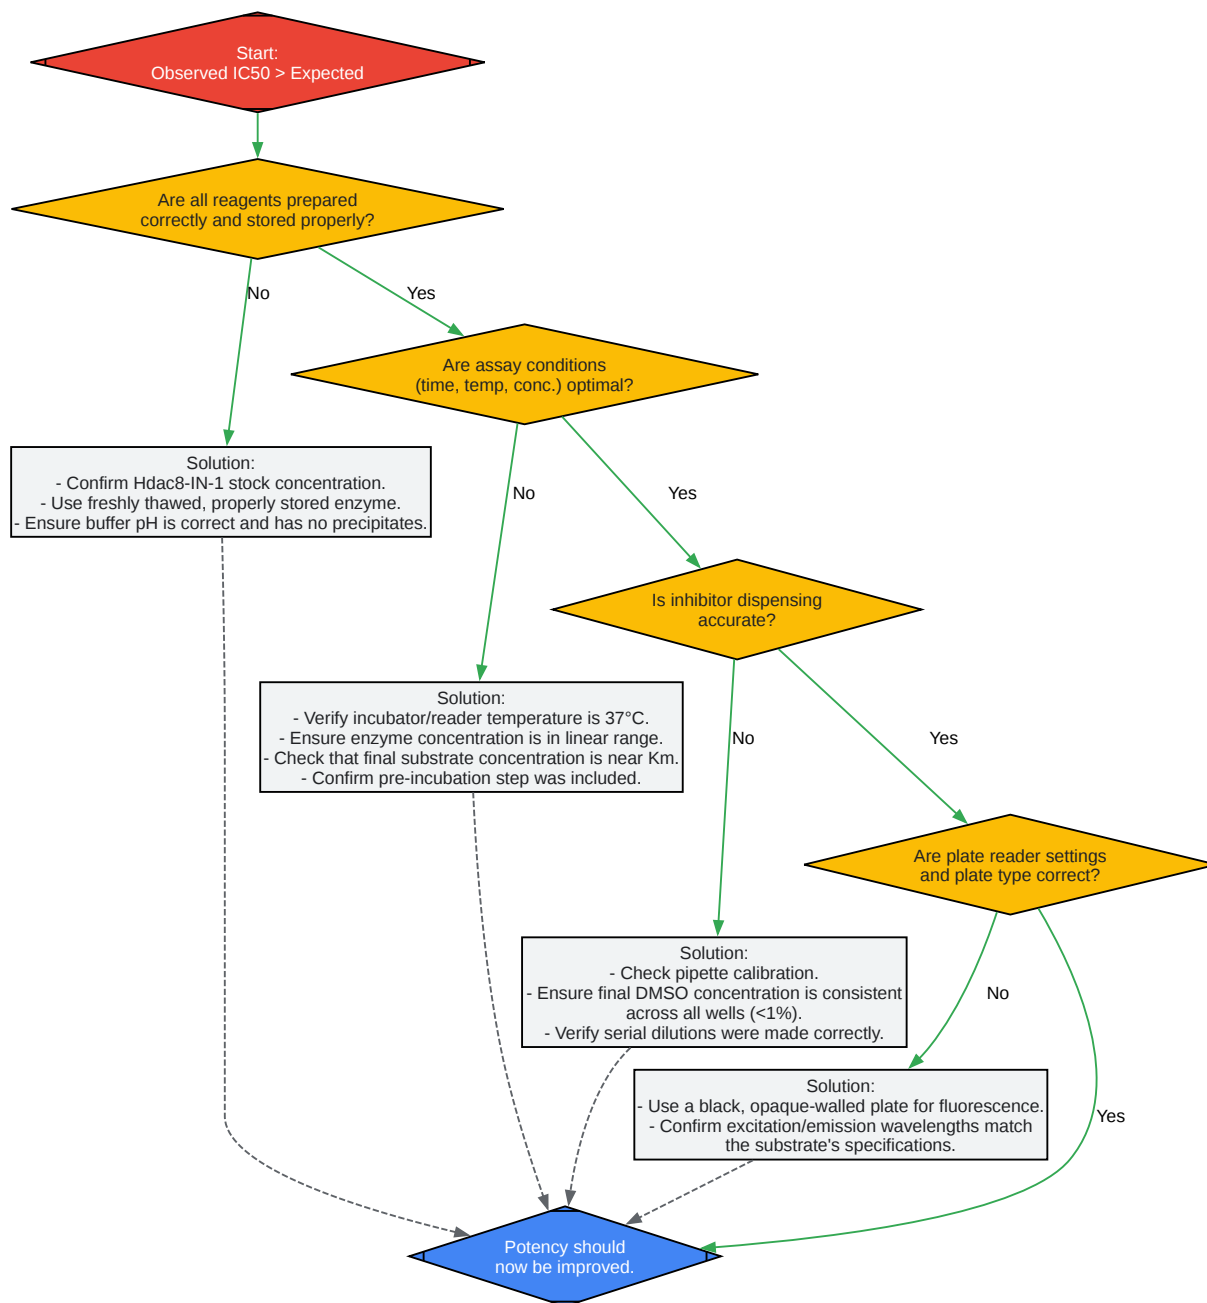 Start:
Observed IC50 > Expected
Are all reagents prepared
correctly and stored properly?
No
Yes
Are assay conditions
(time, temp, conc.) optimal?
Solution:
- Confirm Hdac8-IN-1 stock concentration.
- Use freshly thawed, properly stored enzyme.
- Ensure buffer pH is correct and has no precipitates.
No
Yes
Is inhibitor dispensing
accurate?
Solution:
- Verify incubator/reader temperature is 37°C.
- Ensure enzyme concentration is in linear range.
- Check that final substrate concentration is near Km.
- Confirm pre-incubation step was included.
No
Yes
Are plate reader settings
and plate type correct?
Solution:
- Check pipette calibration.
- Ensure final DMSO concentration is consistent
across all wells (<1%).
- Verify serial dilutions were made correctly.
No
Yes
Solution:
- Use a black, opaque-walled plate for fluorescence.
- Confirm excitation/emission wavelengths match
the substrate's specifications.
Potency should
now be improved.